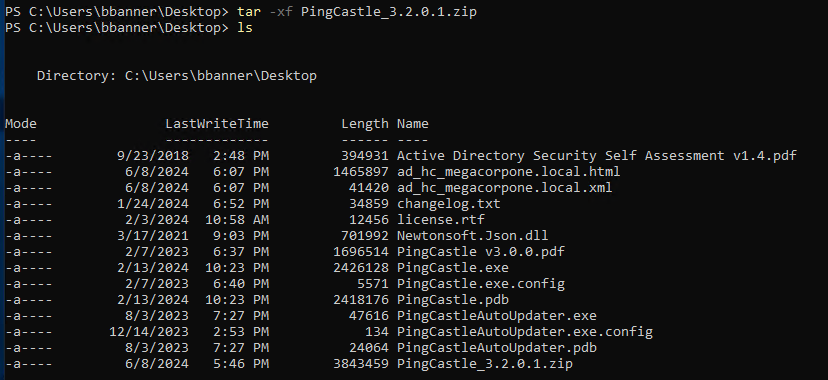 PS C:\Users\bbanner\Desktop> tar -xf PingCastle_3.2.0.1.zip
PS C:\Users\bbanner\Desktop> ls
Directory: C:\Users\bbanner\Desktop
Mode LastWriteTime Length Name
---- ------------- ------ ----
-a---- 9/23/2018 2:48 PM 394931 Active Directory Security Self Assessment v1.4.pdf
-a---- 6/8/2024 6:07 PM 1465897 ad_hc_megacorpone.local.html
-a---- 6/8/2024 6:07 PM 41420 ad_hc_megacorpone.local.xml
-a---- 1/24/2024 6:52 PM 34859 changelog.txt
-a---- 2/3/2024 10:58 AM 12456 license.rtf
-a---- 3/17/2021 9:03 PM 701992 Newtonsoft.Json.dll
-a---- 2/7/2023 6:37 PM 1696514 PingCastle v3.0.0.pdf
-a---- 2/13/2024 10:23 PM 2426128 PingCastle.exe
-a---- 2/7/2023 6:40 PM 5571 PingCastle.exe.config
-a---- 2/13/2024 10:23 PM 2418176 PingCastle.pdb
-a---- 8/3/2023 7:27 PM 47616 PingCastleAutoUpdater.exe
-a---- 12/14/2023 2:53 PM 134 PingCastleAutoUpdater.exe.config
-a---- 8/3/2023 7:27 PM 24064 PingCastleAutoUpdater.pdb
-a---- 6/8/2024 5:46 PM 3843459 PingCastle_3.2.0.1.zip